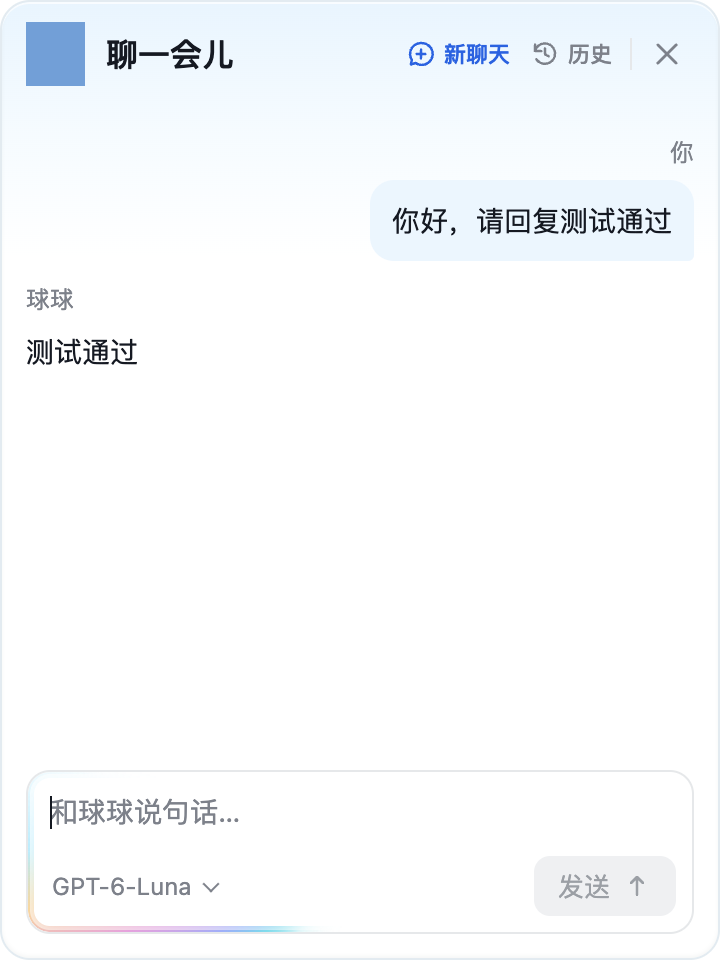 聊一会儿
新聊天
历史
你
你好，请回复测试通过
球球
测试通过
和球球说句话...
GPT-6-Luna
发送